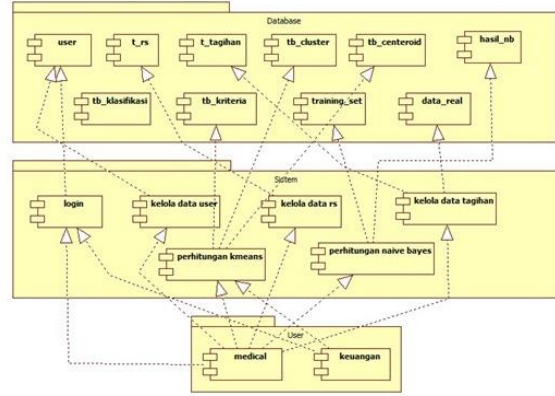 Database
user
t_rs
t_tagihan
tb_cluster
tb_centeroid
hasil_nb
tb_klasifikasi
tb_kriteria
training_set
data_real
Sistem
login
kelola data user
kelola data rs
kelola data tagihan
perhitungan kmeans
perhitungan naive bayes
User
medical
keuangan